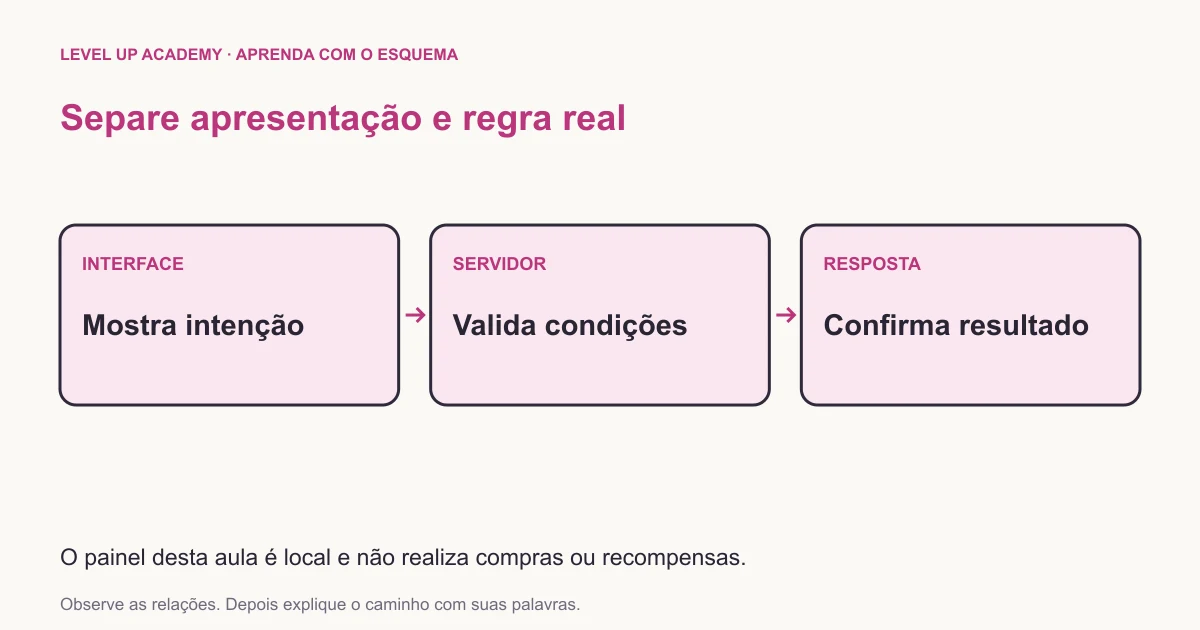 LEVEL UP ACADEMY · APRENDA COM O ESQUEMA
Separe apresentação e regra real
INTERFACE
Mostra intenção
SERVIDOR
Valida condições
RESPOSTA
Confirma resultado
O painel desta aula é local e não realiza compras ou recompensas.
Observe as relações. Depois explique o caminho com suas palavras.